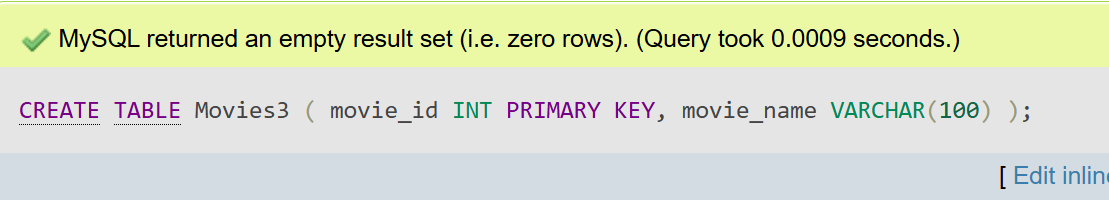 MySQL returned an empty result set (i.e. zero rows). (Query took 0.0009 seconds.)
CREATE TABLE Movies3 ( movie_id INT PRIMARY KEY, movie_name VARCHAR(100) );
[ Edit inline